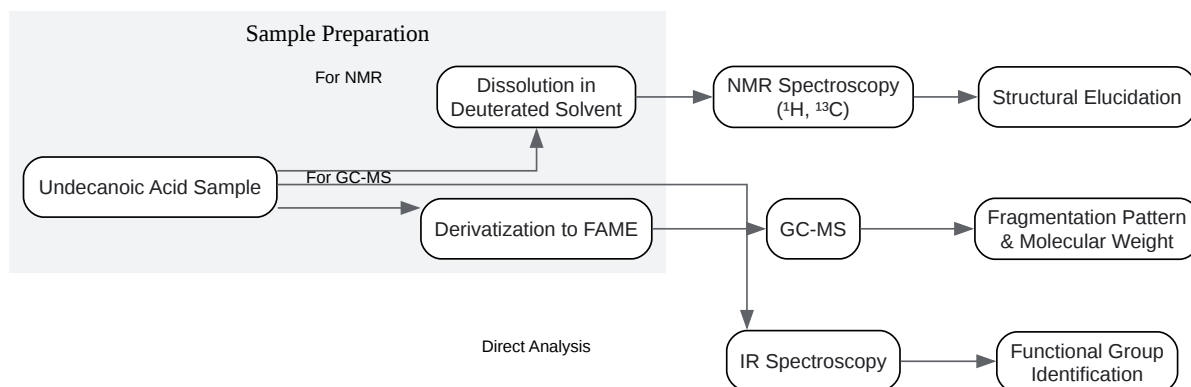 Sample Preparation
For NMR
Dissolution in
Deuterated Solvent
NMR Spectroscopy
(¹H, ¹³C)
Structural Elucidation
Undecanoic Acid Sample
For GC-MS
Derivatization to FAME
GC-MS
Fragmentation Pattern
& Molecular Weight
Direct Analysis
IR Spectroscopy
Functional Group
Identification